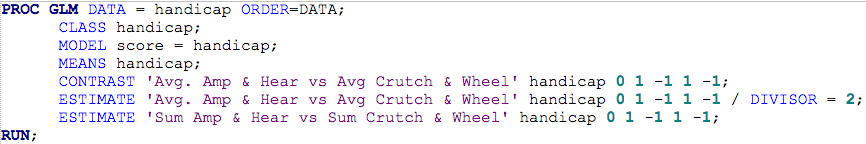 PROC GLM DATA = handicap ORDER=DATA;
CLASS handicap;
MODEL score = handicap;
MEANS handicap;
CONTRAST 'Avg. Amp & Hear vs Avg Crutch & Wheel' handicap 0 1 -1 1 -1;
ESTIMATE 'Avg. Amp & Hear vs Avg Crutch & Wheel' handicap 0 1 -1 1 -1 / DIVISOR = 2;
ESTIMATE 'Sum Amp & Hear vs Sum Crutch & Wheel' handicap 0 1 -1 1 -1;
RUN;